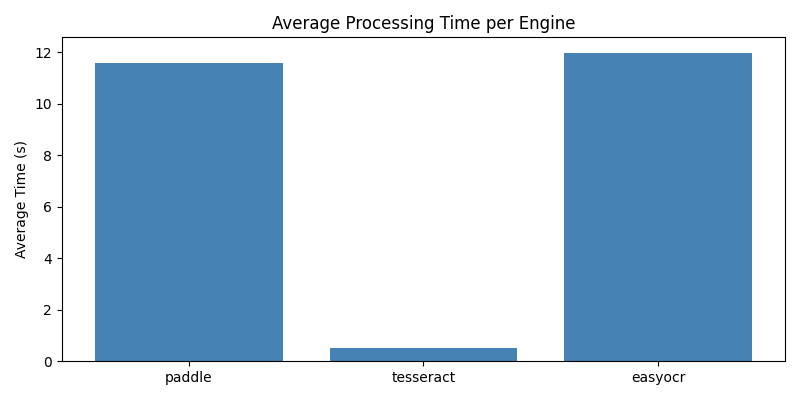 Average Processing Time per Engine
Average Time (s)
12
10
8
6
4
2
0
paddle
tesseract
easyocr